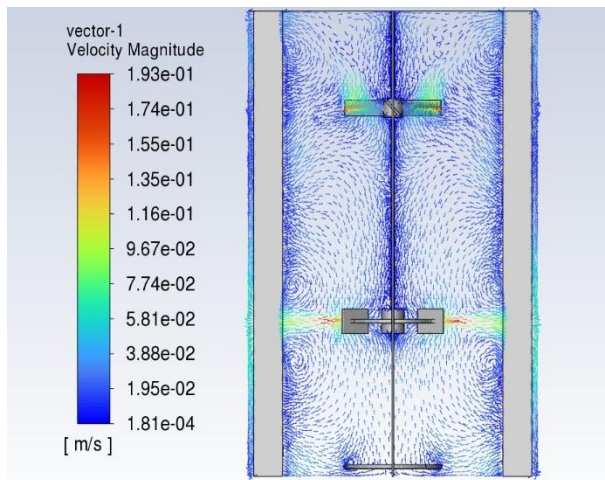 vector-1
Velocity Magnitude
1.93e-01
1.74e-01
1.55e-01
1.35e-01
1.16e-01
9.67e-02
7.74e-02
5.81e-02
3.88e-02
1.95e-02
1.81e-04
[ m/s ]